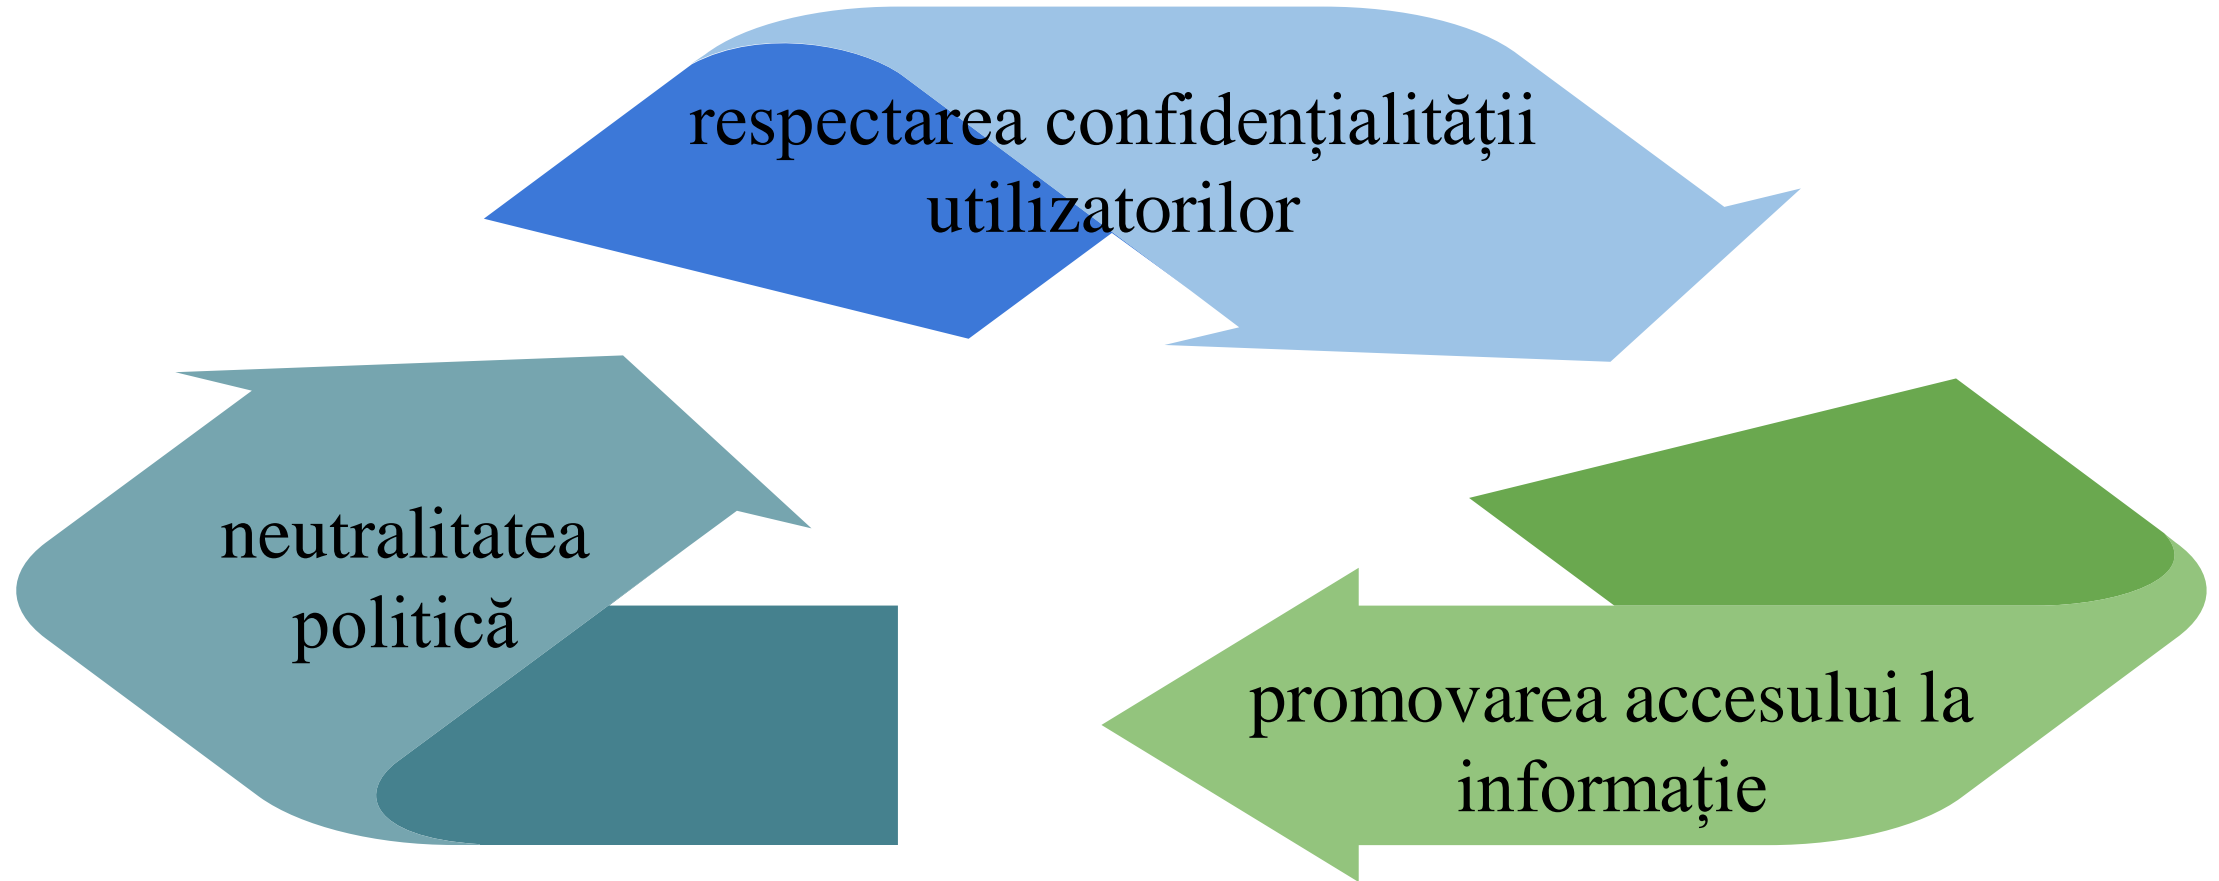 respectarea confidențialității
utilizatorilor
neutralitatea
politică
promovarea accesului la
informație